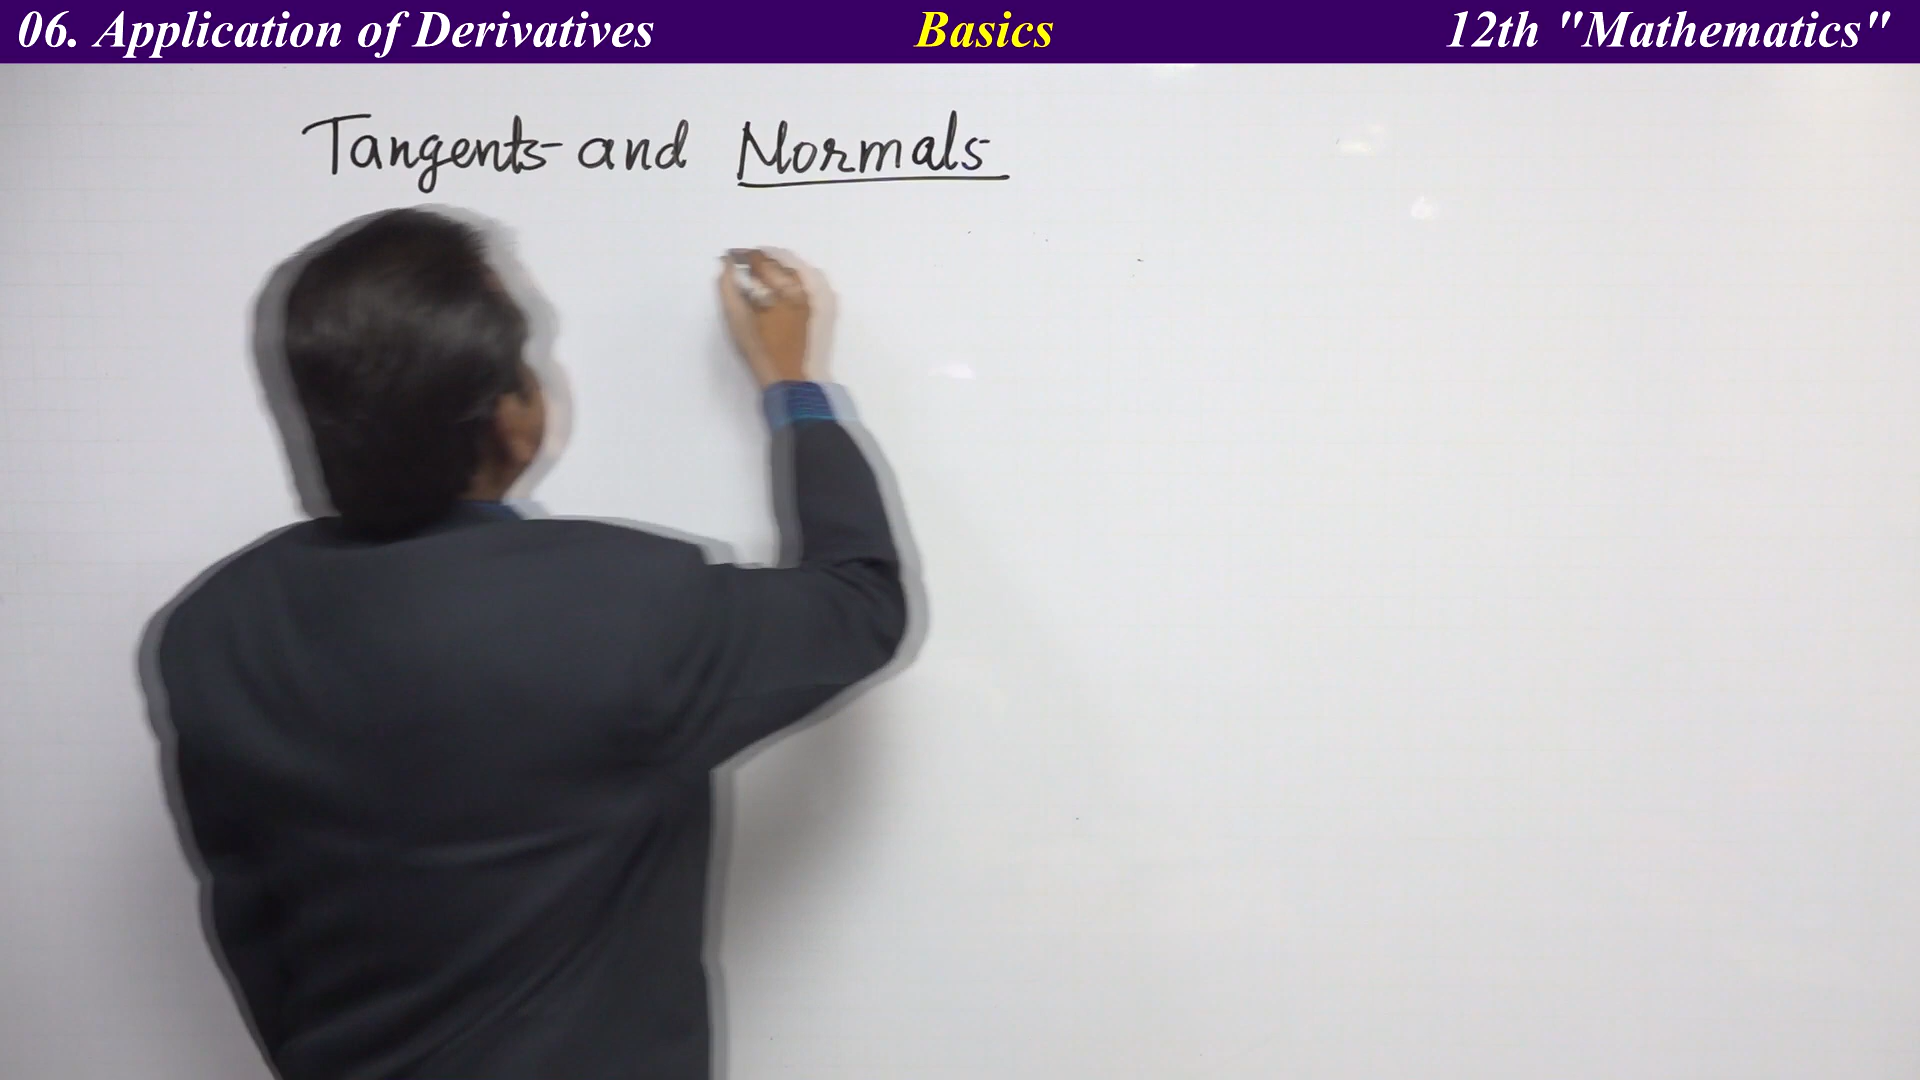 06. Application of Derivatives Basics 12th "Mathematics"
Tangents and Normals